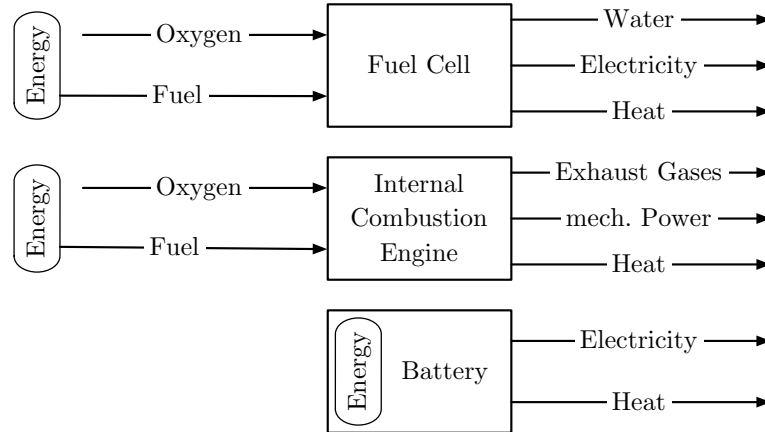 Energy
Oxygen
Fuel
Fuel Cell
Water
Electricity
Heat
Energy
Oxygen
Fuel
Internal
Combustion
Engine
Exhaust Gases
mech. Power
Heat
Energy
Battery
Electricity
Heat